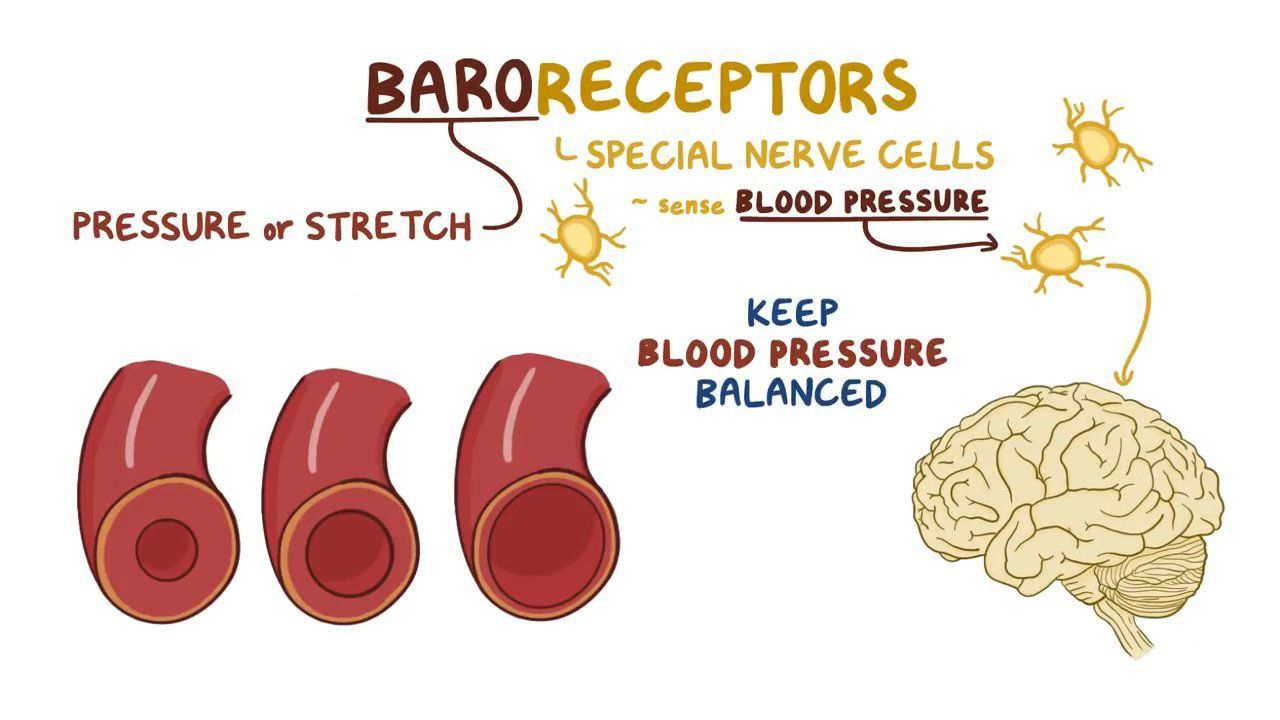 BARORECEPTORS
SPECIAL NERVE CELLS
~ sense BLOOD PRESSURE
PRESSURE or STRETCH
KEEP
BLOOD PRESSURE
BALANCED